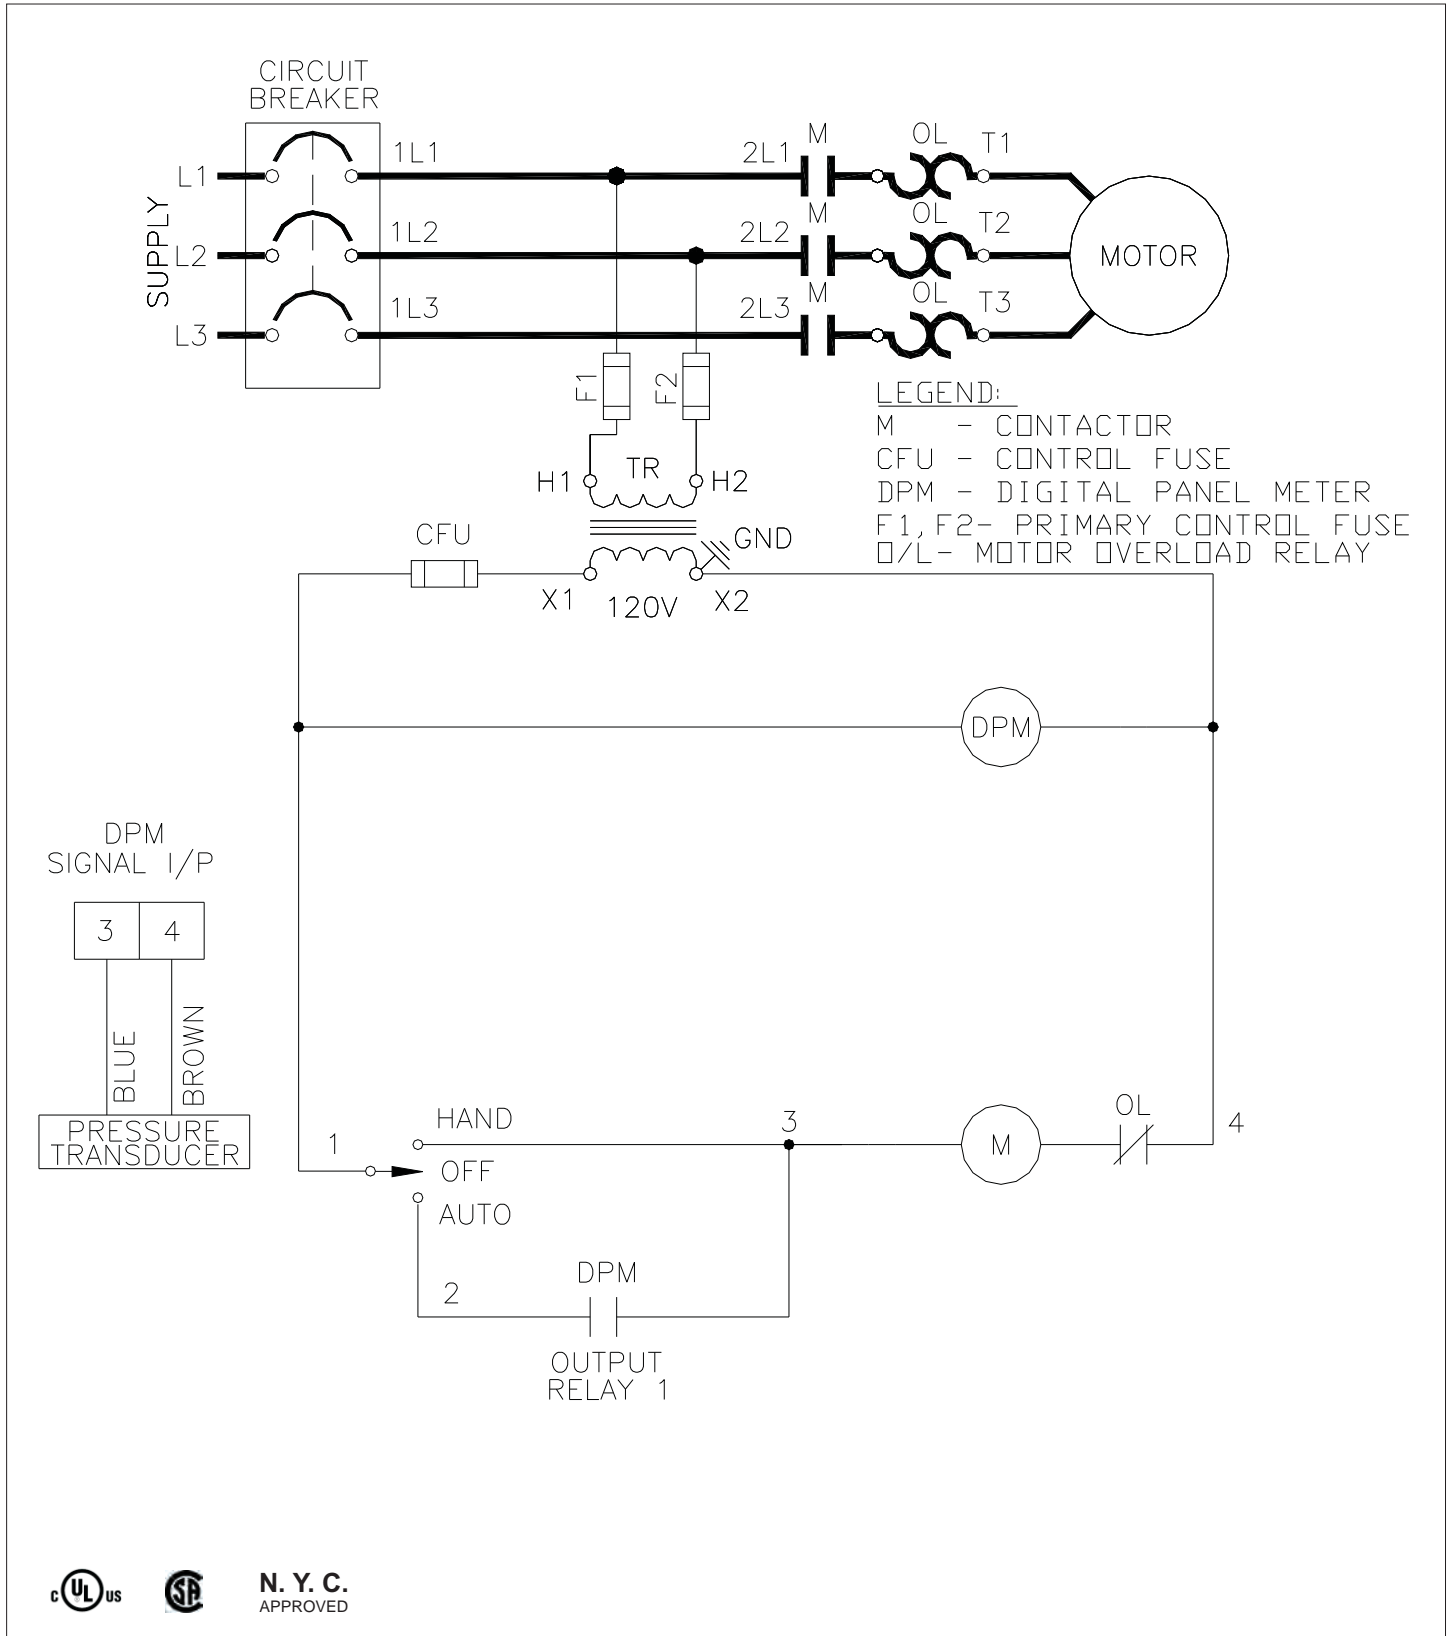 CIRCUIT
BREAKER
SUPPLY
L1
L2
L3
1L1
1L2
1L3
2L1
2L2
2L3
M
M
M
OL
OL
OL
T1
T2
T3
MOTOR
F1
F2
LEGEND:
M - CONTACTOR
CFU - CONTROL FUSE
DPM - DIGITAL PANEL METER
F1,F2- PRIMARY CONTROL FUSE
O/L- MOTOR OVERLOAD RELAY
H1
TR
H2
CFU
GND
X1
120V
X2
DPM
DPM
SIGNAL I/P
3
4
BLUE
BROWN
PRESSURE
TRANSDUCER
1
HAND
OFF
AUTO
3
M
OL
4
2
DPM
OUTPUT
RELAY 1
c UL us
SA
N. Y. C.
APPROVED